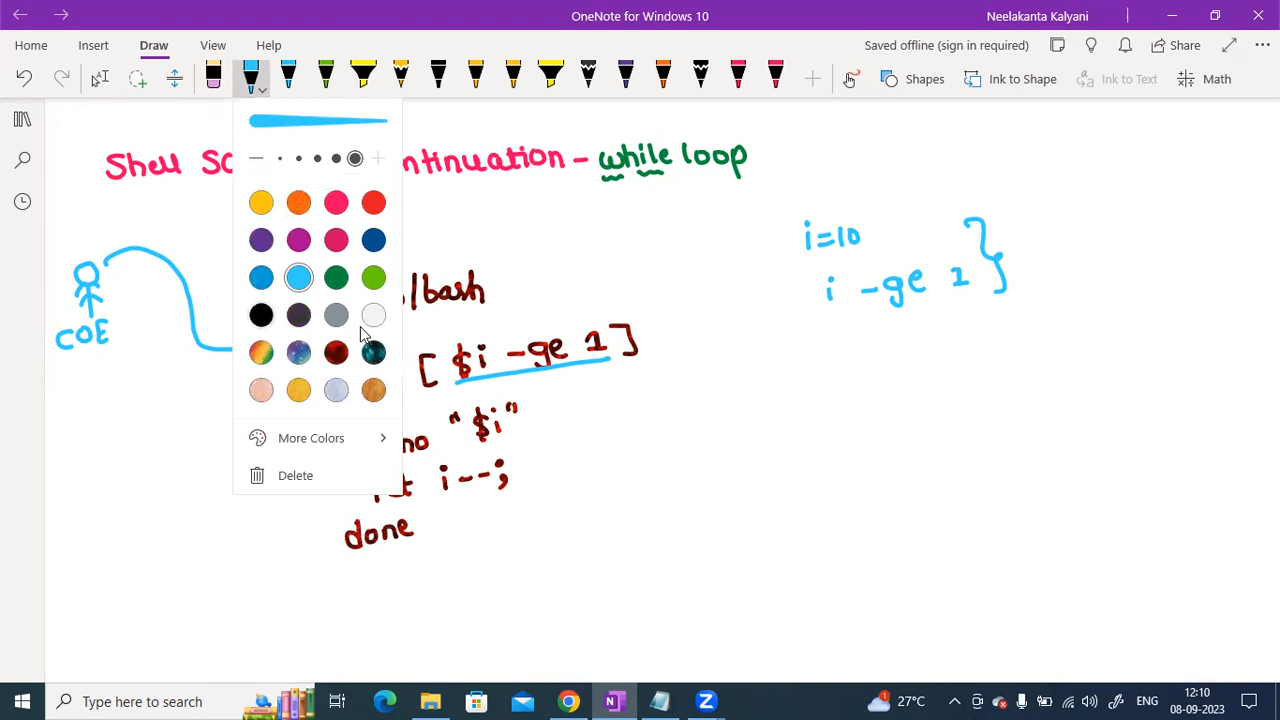 OneNote for Windows 10
Neelakanta Kalyani
Home Insert Draw View Help
Saved offline (sign in required)
Share
Shapes
Ink to Shape
Ink to Text
Math
Shell
ntinuation - while loop
i=10
i -ge 1
COE
/bash
[ $i -ge 1 ]
"$i"
i--;
done
More Colors
Delete
Type here to search
1
27°C
ENG
12:10
08-09-2023